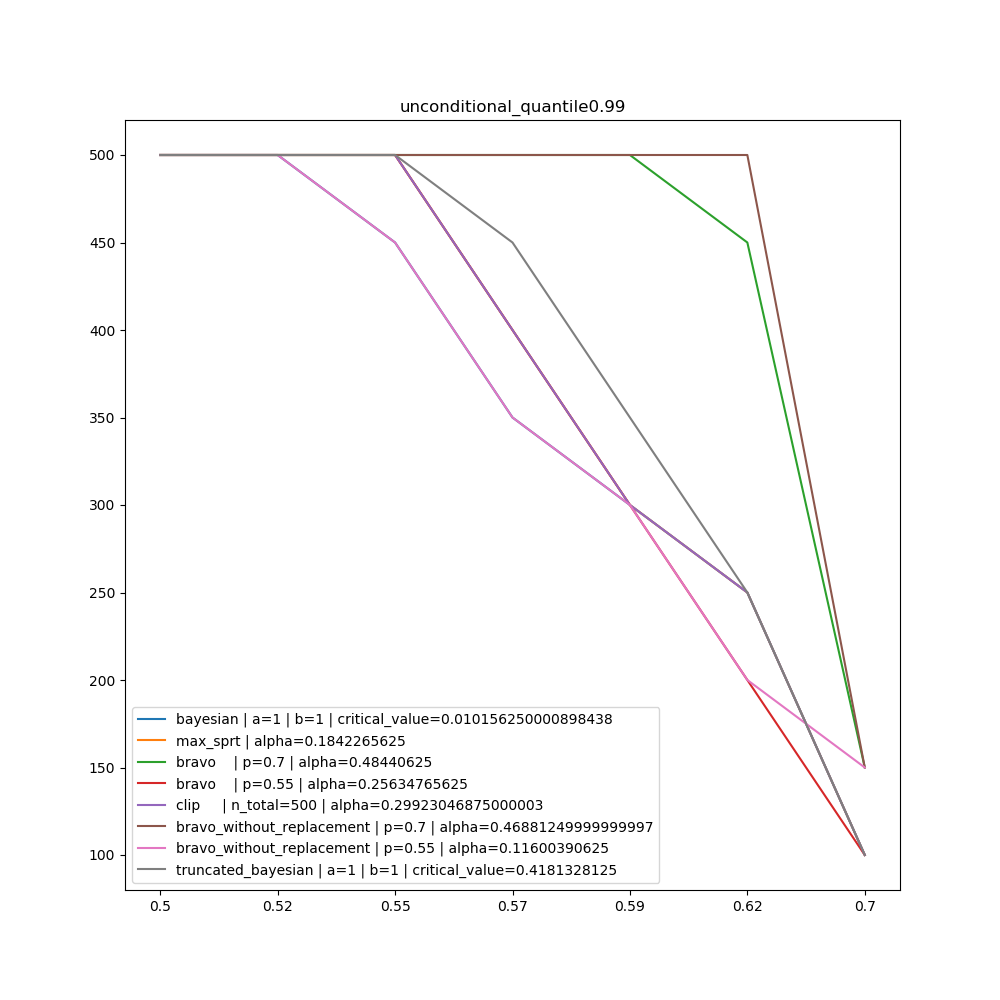 unconditional_quantile0.99
500
450
400
350
300
250
200
150
100
bayesian | a=1 | b=1 | critical_value=0.010156250000898438
max_sprt | alpha=0.1842265625
bravo | p=0.7 | alpha=0.48440625
bravo | p=0.55 | alpha=0.25634765625
clip | n_total=500 | alpha=0.29923046875000003
bravo_without_replacement | p=0.7 | alpha=0.46881249999999997
bravo_without_replacement | p=0.55 | alpha=0.11600390625
truncated_bayesian | a=1 | b=1 | critical_value=0.4181328125
0.5 0.52 0.55 0.57 0.59 0.62 0.7